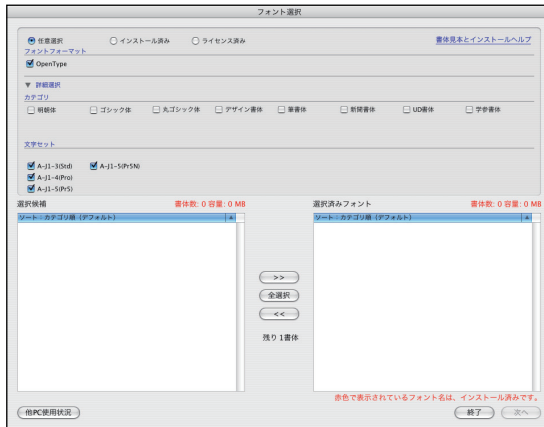 フォント選択
任意選択 インストール済み ライセンス済み 書体見本とインストールヘルプ
フォントフォーマット
OpenType
▼ 詳細選択
カテゴリ
明朝体 ゴシック体 丸ゴシック体 デザイン書体 筆書体 新聞書体 UD書体 学参書体
文字セット
A-J1-3(Std) A-J1-5(Pr5N)
A-J1-4(Pro)
A-J1-5(Pr5)
選択候補 書体数: 0 容量: 0 MB 選択済みフォント 書体数: 0 容量: 0 MB
ソート：カテゴリ順（デフォルト） ソート：カテゴリ順（デフォルト）
>>
全選択
<<
残り 1書体
赤色で表示されているフォント名は、インストール済みです。
他PC使用状況 終了 次へ